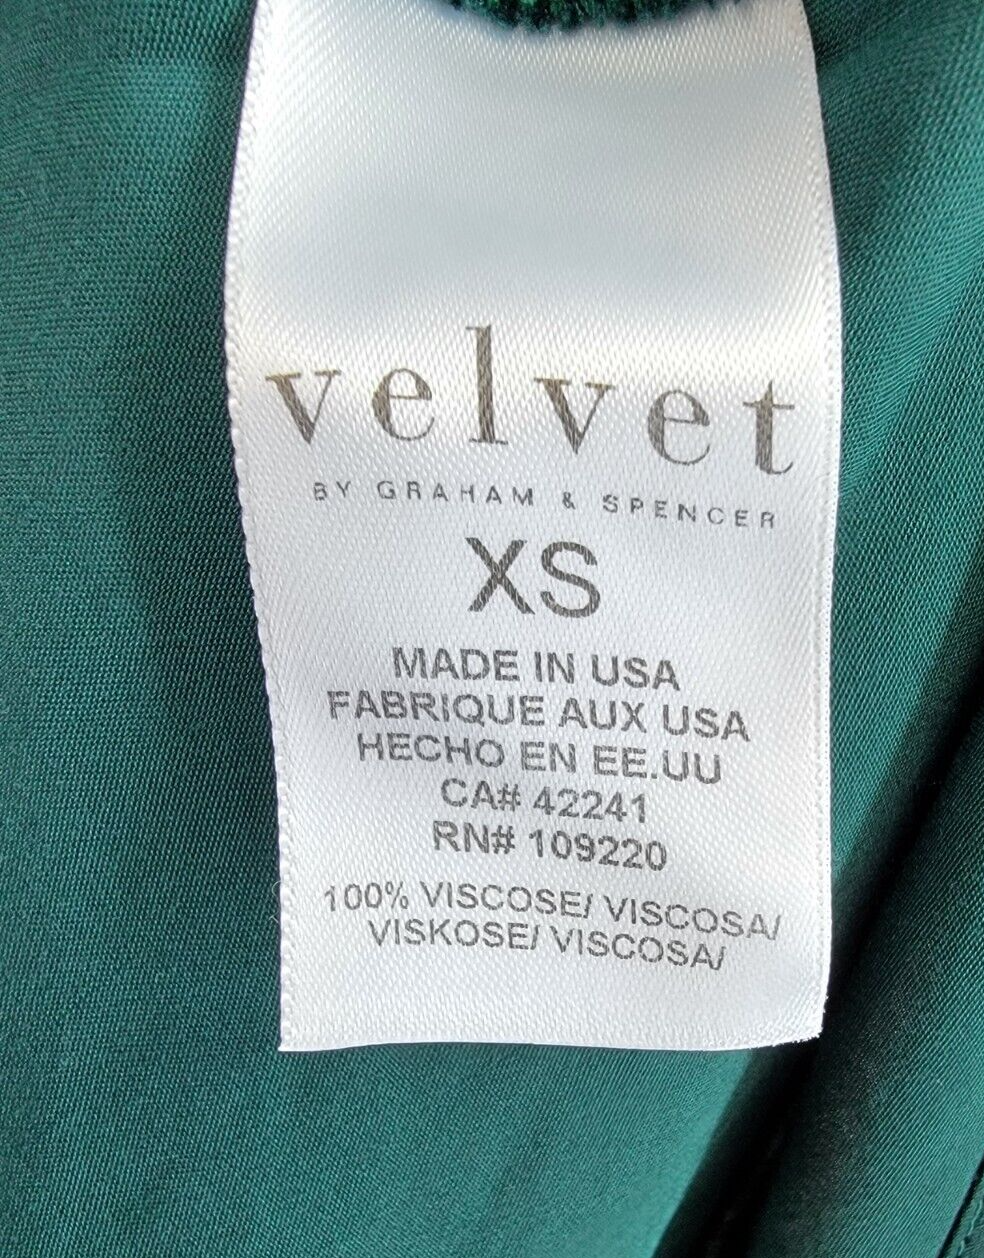 velvet
BY GRAHAM & SPENCER
XS
MADE IN USA
FABRIQUE AUX USA
HECHO EN EE.UU
CA# 42241
RN# 109220
100% VISCOSE/ VISCOSA/
VISKOSE/ VISCOSA/